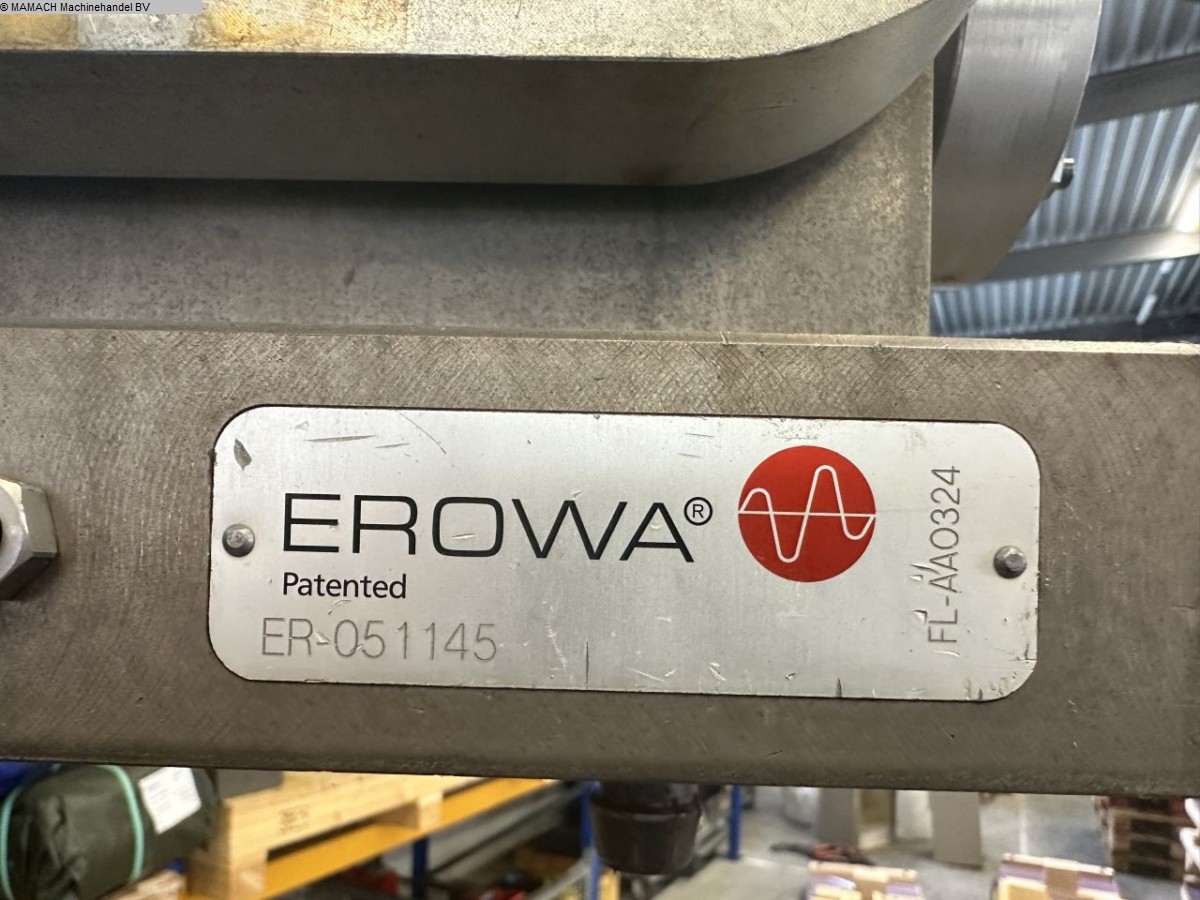 © MAMACH Machinehandel BV
EROWA®
Patented
ER-051145
FL-AA0324